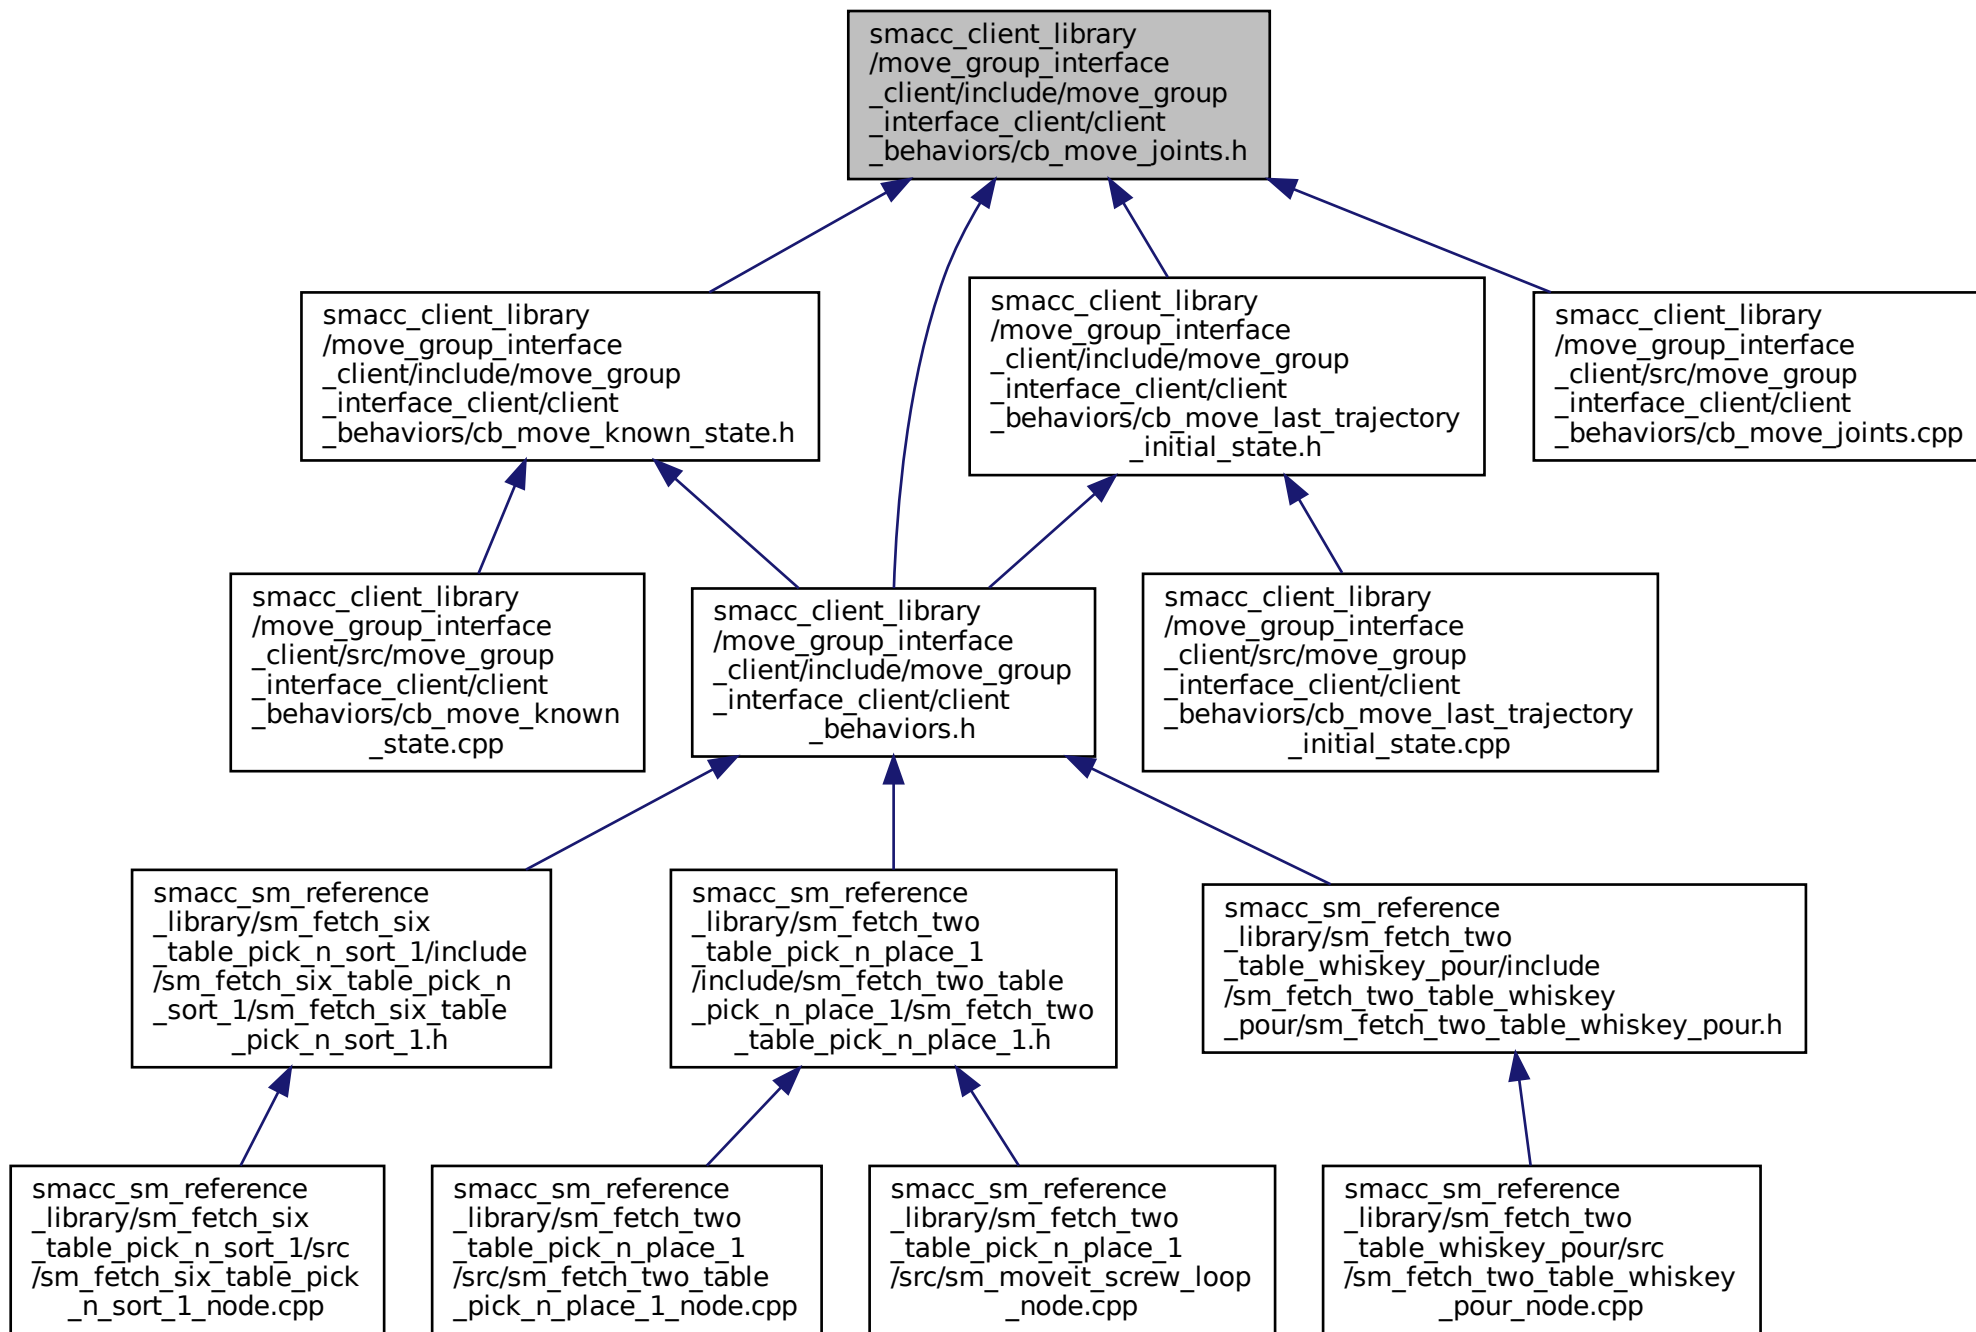 smacc_client_library
/move_group_interface
_client/include/move_group
_interface_client/client
_behaviors/cb_move_joints.h
smacc_client_library
/move_group_interface
_client/include/move_group
_interface_client/client
_behaviors/cb_move_known_state.h
smacc_client_library
/move_group_interface
_client/include/move_group
_interface_client/client
_behaviors/cb_move_last_trajectory
_initial_state.h
smacc_client_library
/move_group_interface
_client/src/move_group
_interface_client/client
_behaviors/cb_move_joints.cpp
smacc_client_library
/move_group_interface
_client/src/move_group
_interface_client/client
_behaviors/cb_move_known
_state.cpp
smacc_client_library
/move_group_interface
_client/include/move_group
_interface_client/client
_behaviors.h
smacc_client_library
/move_group_interface
_client/src/move_group
_interface_client/client
_behaviors/cb_move_last_trajectory
_initial_state.cpp
smacc_sm_reference
_library/sm_fetch_six
_table_pick_n_sort_1/include
/sm_fetch_six_table_pick_n
_sort_1/sm_fetch_six_table
_pick_n_sort_1.h
smacc_sm_reference
_library/sm_fetch_two
_table_pick_n_place_1
/include/sm_fetch_two_table
_pick_n_place_1/sm_fetch_two
_table_pick_n_place_1.h
smacc_sm_reference
_library/sm_fetch_two
_table_whiskey_pour/include
/sm_fetch_two_table_whiskey
_pour/sm_fetch_two_table_whiskey_pour.h
smacc_sm_reference
_library/sm_fetch_six
_table_pick_n_sort_1/src
/sm_fetch_six_table_pick
_n_sort_1_node.cpp
smacc_sm_reference
_library/sm_fetch_two
_table_pick_n_place_1
/src/sm_fetch_two_table
_pick_n_place_1_node.cpp
smacc_sm_reference
_library/sm_fetch_two
_table_pick_n_place_1
/src/sm_moveit_screw_loop
_node.cpp
smacc_sm_reference
_library/sm_fetch_two
_table_whiskey_pour/src
/sm_fetch_two_table_whiskey
_pour_node.cpp